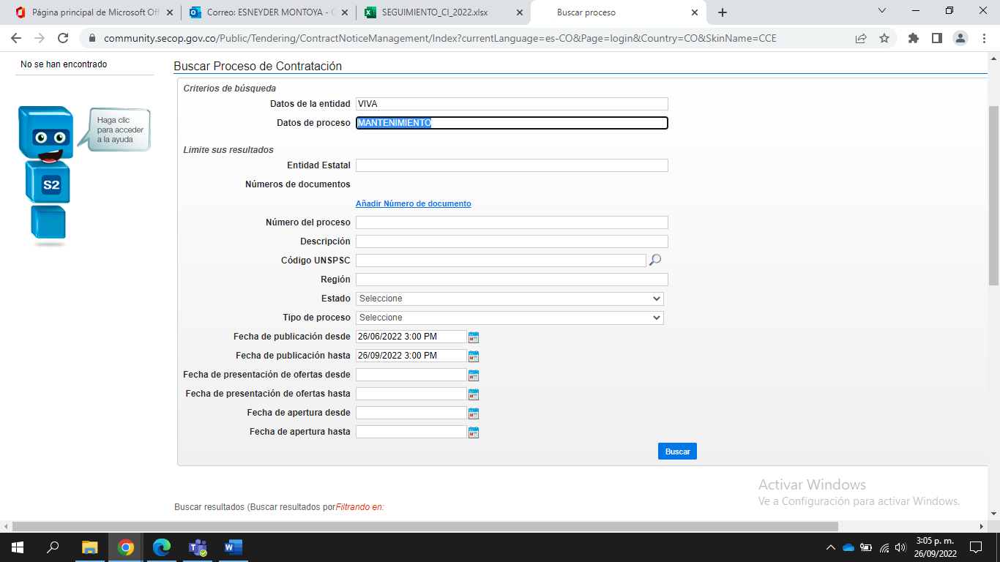 Página principal de Microsoft Off
Correo: ESNEYDER MONTOYA - 
SEGUIMIENTO_CI_2022.xlsx
Buscar proceso
community.secop.gov.co/Public/Tendering/ContractNoticeManagement/Index?currentLanguage=es-CO&Page=login&Country=CO&SkinName=CCE
No se han encontrado
Haga clic
para acceder
a la ayuda
S2
Buscar Proceso de Contratación
Criterios de búsqueda
Datos de la entidad VIVA
Datos de proceso MANTENIMIENTO
Limite sus resultados
Entidad Estatal
Números de documentos
Añadir Número de documento
Número del proceso
Descripción
Código UNSPSC
Región
Estado Seleccione
Tipo de proceso Seleccione
Fecha de publicación desde 26/06/2022 3:00 PM
Fecha de publicación hasta 26/09/2022 3:00 PM
Fecha de presentación de ofertas desde
Fecha de presentación de ofertas hasta
Fecha de apertura desde
Fecha de apertura hasta
Buscar
Buscar resultados (Buscar resultados porFiltrando en:
Activar Windows
Ve a Configuración para activar Windows.
3:05 p. m.
26/09/2022